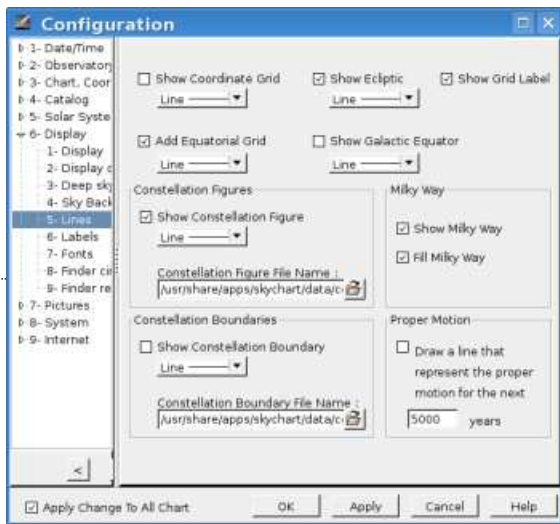 Configuration
1- Date/Time
2- Observatory
3- Chart, Coor
4- Catalog
5- Solar Syste
6- Display
1- Display
2- Display c
3- Deep sky
4- Sky Back
5- Lines
6- Labels
7- Fonts
8- Finder cir
9- Finder re
7- Pictures
8- System
9- Internet
<
Show Coordinate Grid
Show Ecliptic
Show Grid Label
Line
Line
Add Equatorial Grid
Show Galactic Equator
Line
Line
Constellation Figures
Show Constellation Figure
Line
Constellation Figure File Name :
/usr/share/apps/skychart/data/c
Milky Way
Show Milky Way
Fill Milky Way
Constellation Boundaries
Show Constellation Boundary
Line
Constellation Boundary File Name :
/usr/share/apps/skychart/data/c
Proper Motion
Draw a line that
represent the proper
motion for the next
5000 years
Apply Change To All Chart
OK
Apply
Cancel
Help